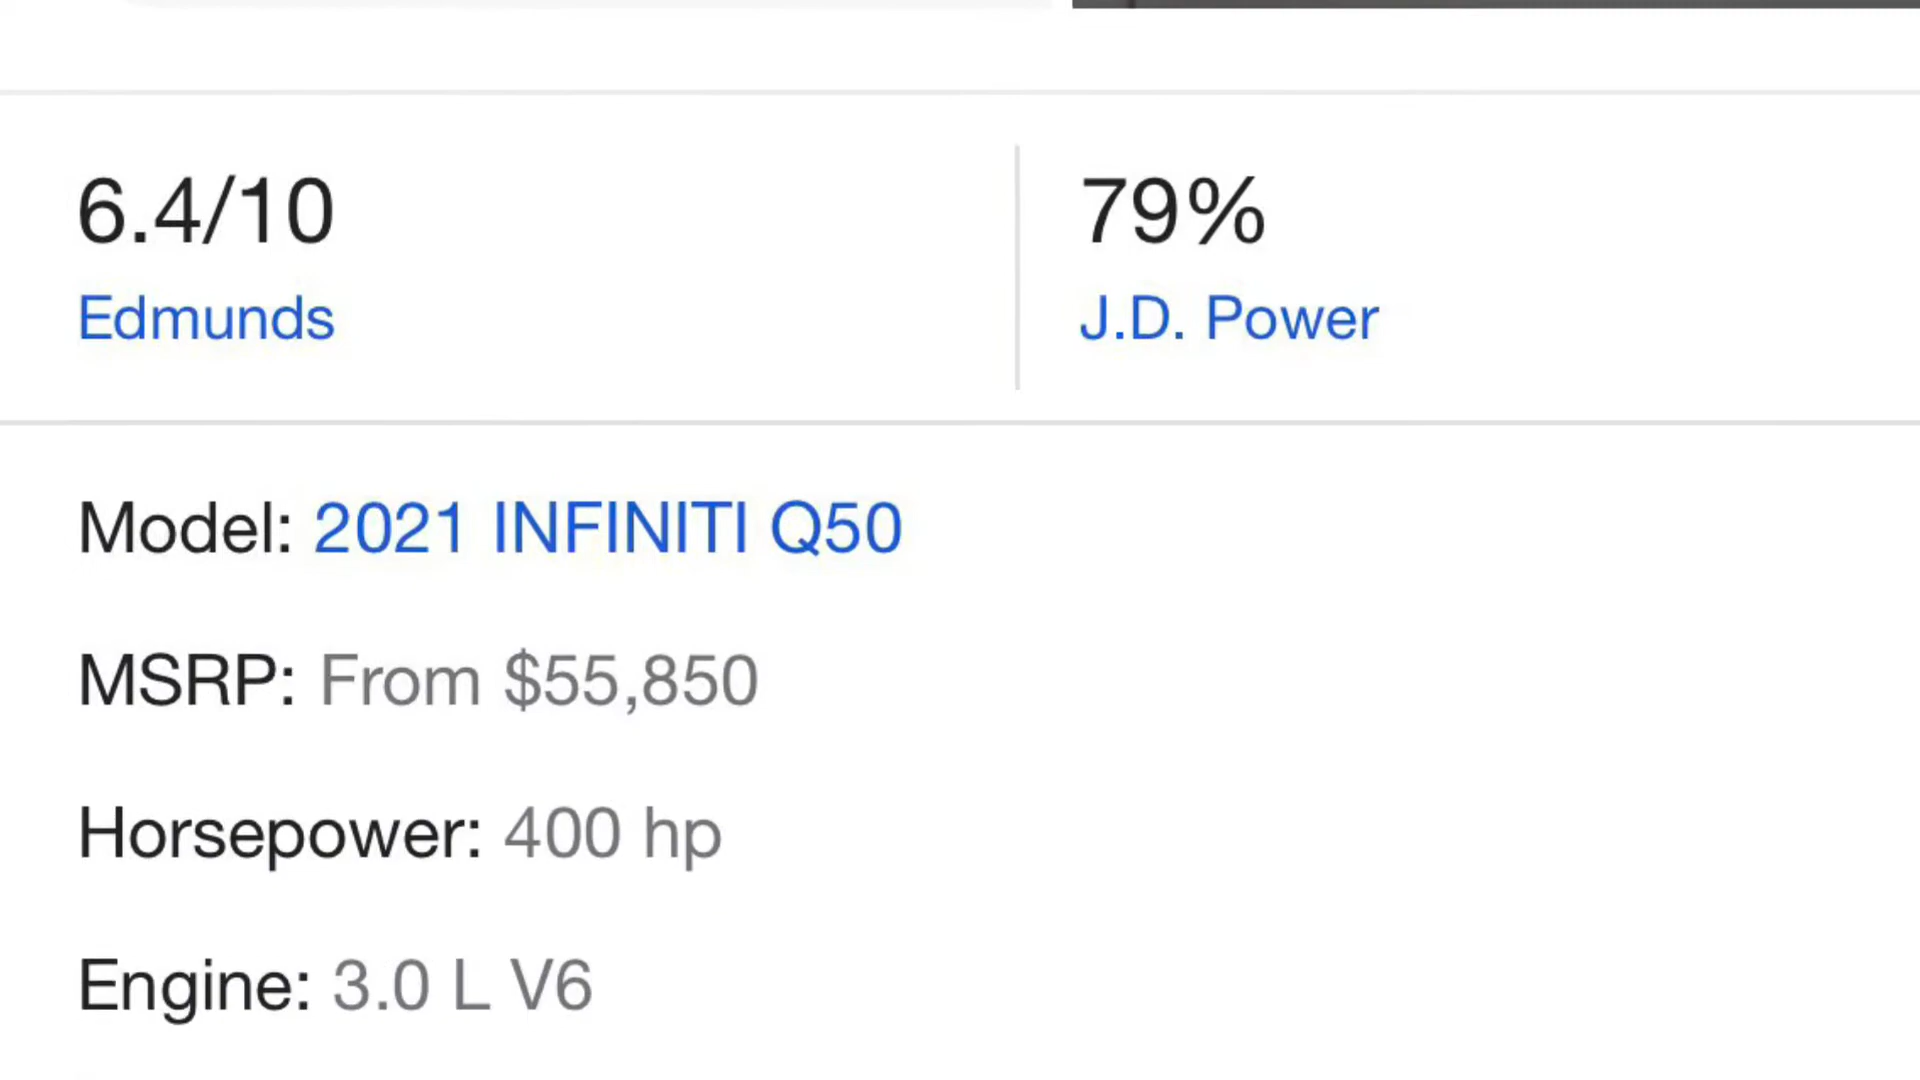 6.4/10
Edmunds
79%
J.D. Power
Model: 2021 INFINITI Q50
MSRP: From $55,850
Horsepower: 400 hp
Engine: 3.0 L V6